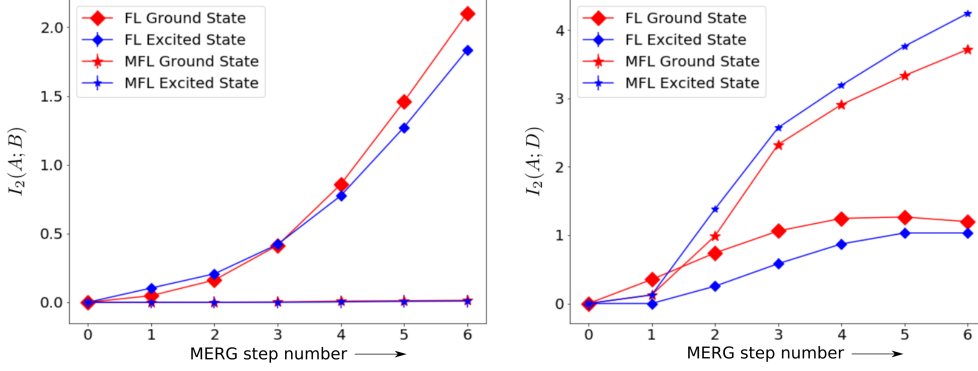 FL Ground State
FL Excited State
MFL Ground State
MFL Excited State
2.0
1.5
1.0
0.5
0.0
I₂(A; B)
0 1 2 3 4 5 6
MERG step number →
FL Ground State
FL Excited State
MFL Ground State
MFL Excited State
4
3
2
1
0
I₂(A; D)
0 1 2 3 4 5 6
MERG step number →